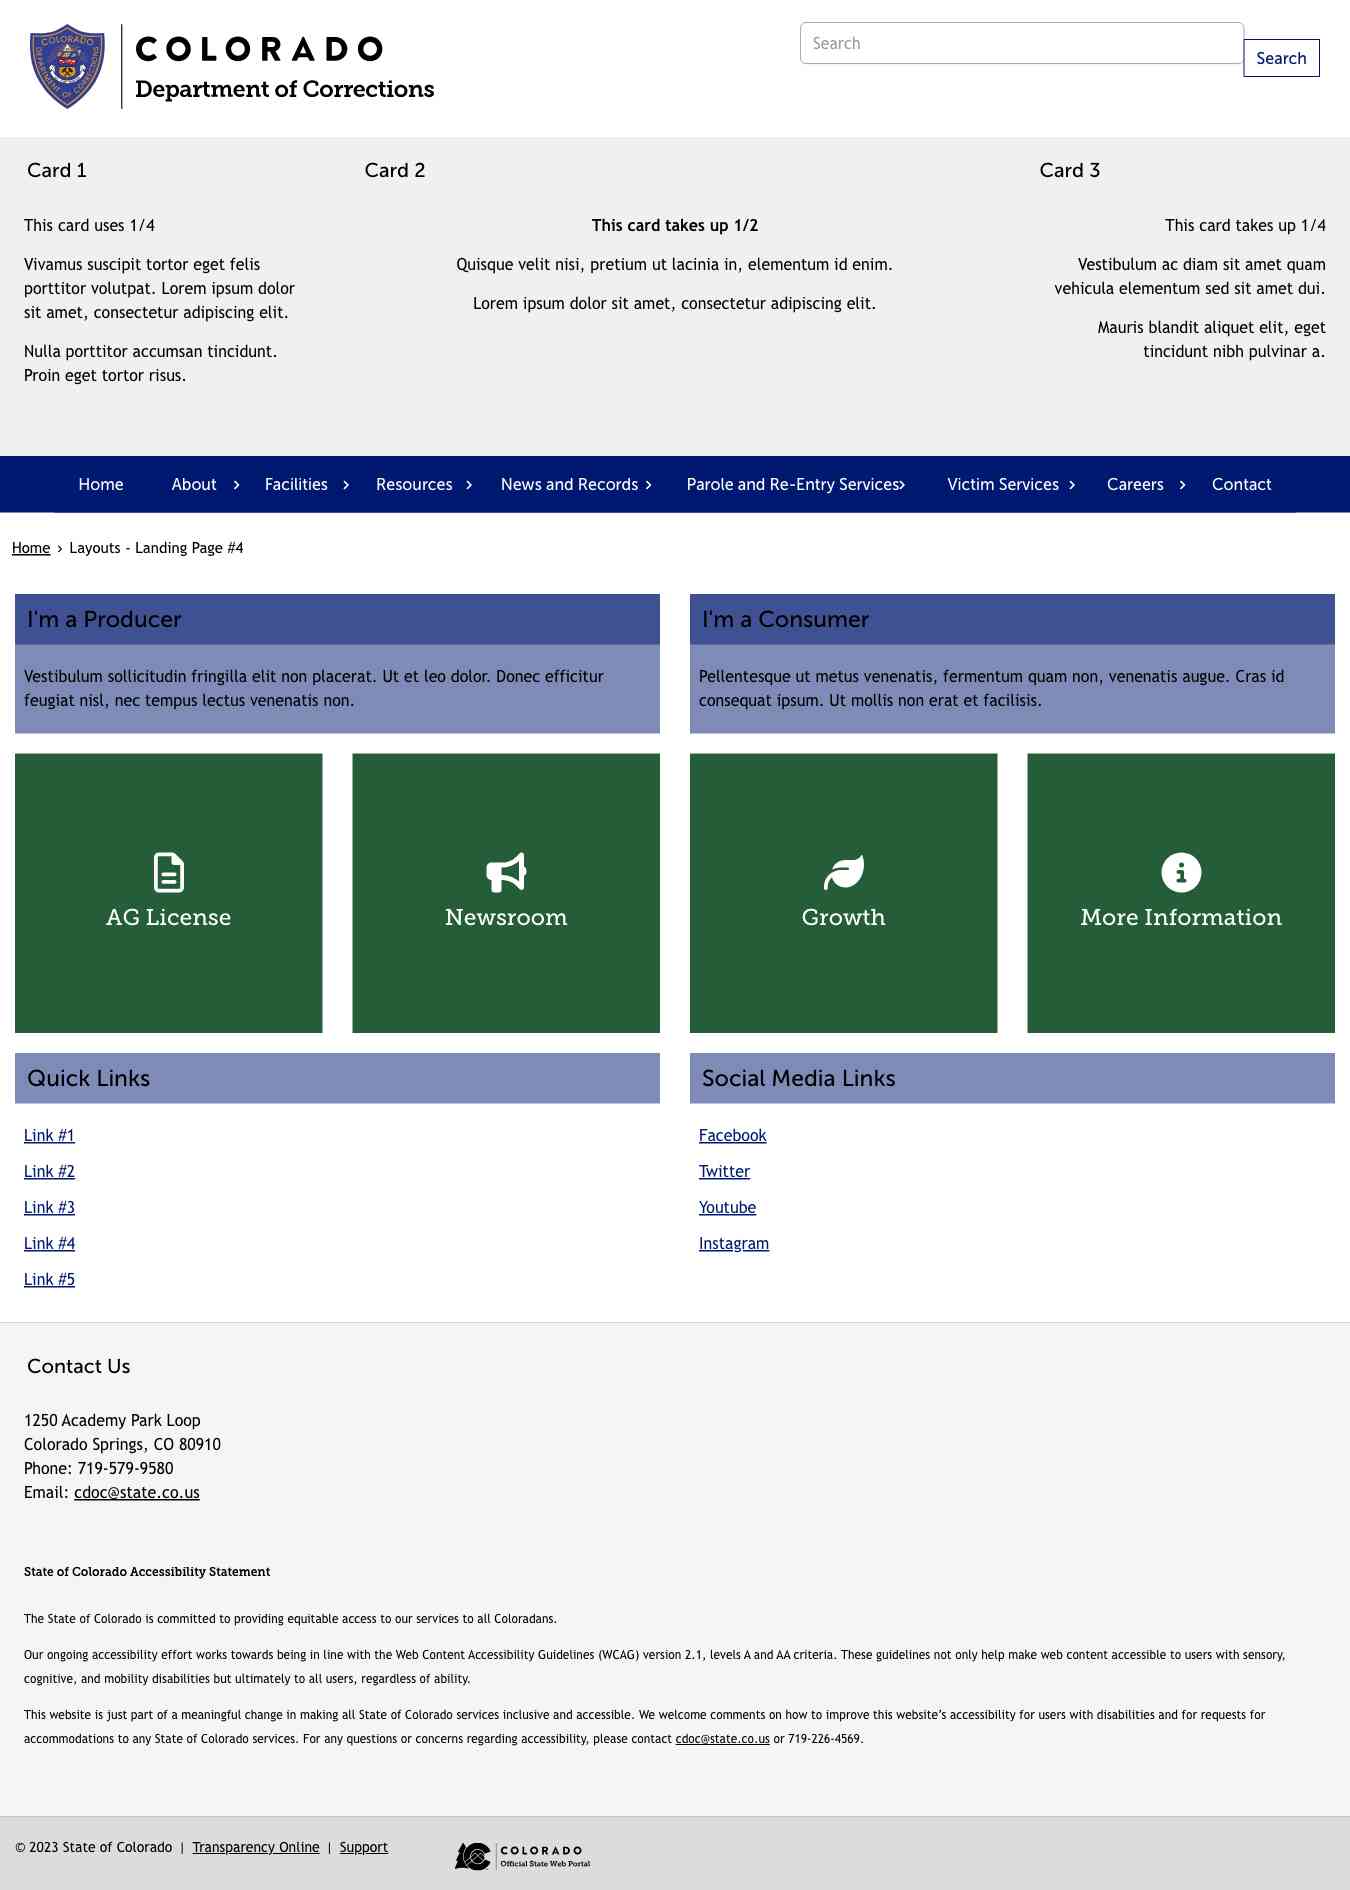 COLORADO
Department of Corrections
Search
Search
Card 1
This card uses 1/4
Vivamus suscipit tortor eget felis
porttitor volutpat. Lorem ipsum dolor
sit amet, consectetur adipiscing elit.
Nulla porttitor accumsan tincidunt.
Proin eget tortor risus.
Card 2
This card takes up 1/2
Quisque velit nisi, pretium ut lacinia in, elementum id enim.
Lorem ipsum dolor sit amet, consectetur adipiscing elit.
Card 3
This card takes up 1/4
Vestibulum ac diam sit amet quam
vehicula elementum sed sit amet dui.
Mauris blandit aliquet elit, eget
tincidunt nibh pulvinar a.
Home About Facilities Resources News and Records Parole and Re-Entry Services Victim Services Careers Contact
Home › Layouts - Landing Page #4
I'm a Producer
Vestibulum sollicitudin fringilla elit non placerat. Ut et leo dolor. Donec efficitur
feugiat nisl, nec tempus lectus venenatis non.
I'm a Consumer
Pellentesque ut metus venenatis, fermentum quam non, venenatis augue. Cras id
consequat ipsum. Ut mollis non erat et facilisis.
AG License
Newsroom
Growth
More Information
Quick Links
Link #1
Link #2
Link #3
Link #4
Link #5
Social Media Links
Facebook
Twitter
Youtube
Instagram
Contact Us
1250 Academy Park Loop
Colorado Springs, CO 80910
Phone: 719-579-9580
Email: cdoc@state.co.us
State of Colorado Accessibility Statement
The State of Colorado is committed to providing equitable access to our services to all Coloradans.
Our ongoing accessibility effort works towards being in line with the Web Content Accessibility Guidelines (WCAG) version 2.1, levels A and AA criteria. These guidelines not only help make web content accessible to users with sensory,
cognitive, and mobility disabilities but ultimately to all users, regardless of ability.
This website is just part of a meaningful change in making all State of Colorado services inclusive and accessible. We welcome comments on how to improve this website’s accessibility for users with disabilities and for requests for
accommodations to any State of Colorado services. For any questions or concerns regarding accessibility, please contact cdoc@state.co.us or 719-226-4569.
© 2023 State of Colorado | Transparency Online | Support
COLORADO
Official State Web Portal